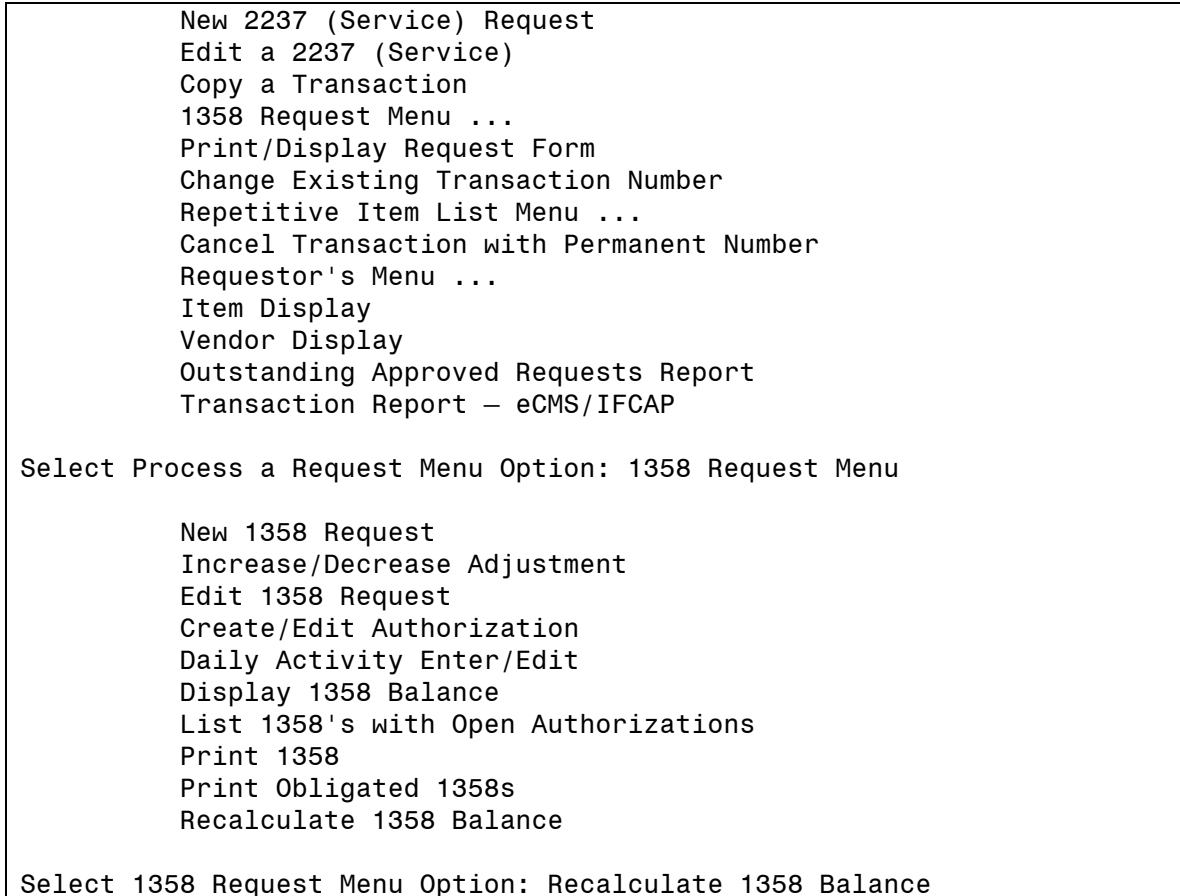 New 2237 (Service) Request
Edit a 2237 (Service)
Copy a Transaction
1358 Request Menu ...
Print/Display Request Form
Change Existing Transaction Number
Repetitive Item List Menu ...
Cancel Transaction with Permanent Number
Requestor's Menu ...
Item Display
Vendor Display
Outstanding Approved Requests Report
Transaction Report – eCMS/IFCAP
Select Process a Request Menu Option: 1358 Request Menu
New 1358 Request
Increase/Decrease Adjustment
Edit 1358 Request
Create/Edit Authorization
Daily Activity Enter/Edit
Display 1358 Balance
List 1358's with Open Authorizations
Print 1358
Print Obligated 1358s
Recalculate 1358 Balance
Select 1358 Request Menu Option: Recalculate 1358 Balance